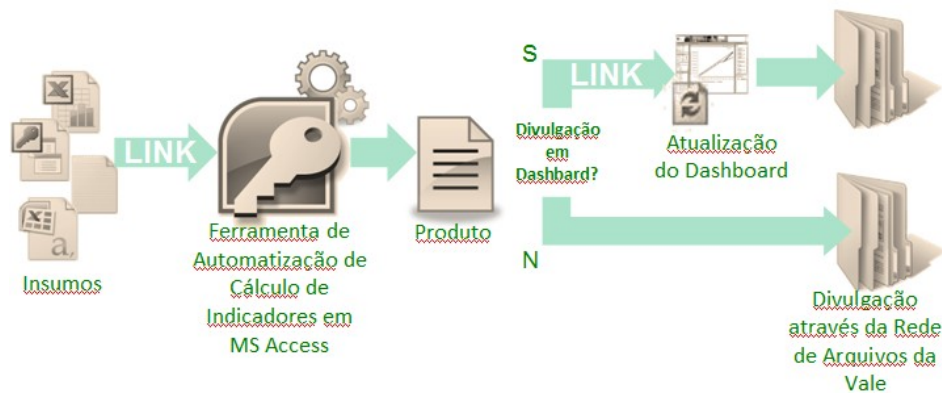 LINK
Insumos
Ferramenta de
Automatização de
Cálculo de
Indicadores em
MS Access
Produto
S
Divulgação
em
Dashbard?
N
LINK
Atualização
do Dashboard
Divulgação
através da Rede
de Arquivos da
Vale
a,